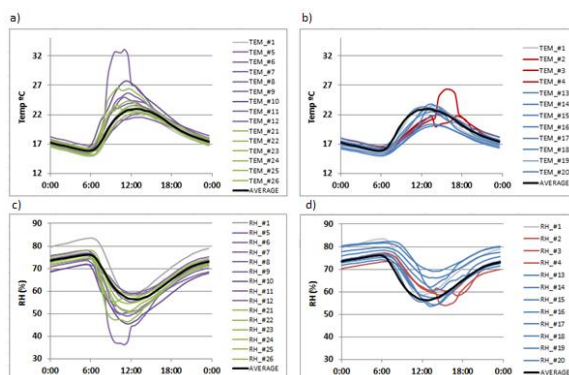 a)
Temp ºC
32
27
22
17
12
0:00 6:00 12:00 18:00 0:00
TEM_#1
TEM_#5
TEM_#6
TEM_#7
TEM_#8
TEM_#9
TEM_#10
TEM_#11
TEM_#12
TEM_#21
TEM_#22
TEM_#23
TEM_#24
TEM_#25
TEM_#26
AVERAGE
b)
Temp ºC
32
27
22
17
12
0:00 6:00 12:00 18:00 0:00
TEM_#1
TEM_#2
TEM_#3
TEM_#4
TEM_#13
TEM_#14
TEM_#15
TEM_#16
TEM_#17
TEM_#18
TEM_#19
TEM_#20
AVERAGE
c)
RH (%)
90
80
70
60
50
40
30
0:00 6:00 12:00 18:00 0:00
RH_#1
RH_#5
RH_#6
RH_#7
RH_#8
RH_#9
RH_#10
RH_#11
RH_#12
RH_#21
RH_#22
RH_#23
RH_#24
RH_#25
RH_#26
AVERAGE
d)
RH (%)
90
80
70
60
50
40
30
0:00 6:00 12:00 18:00 0:00
RH_#1
RH_#2
RH_#3
RH_#4
RH_#13
RH_#14
RH_#15
RH_#16
RH_#17
RH_#18
RH_#19
RH_#20
AVERAGE